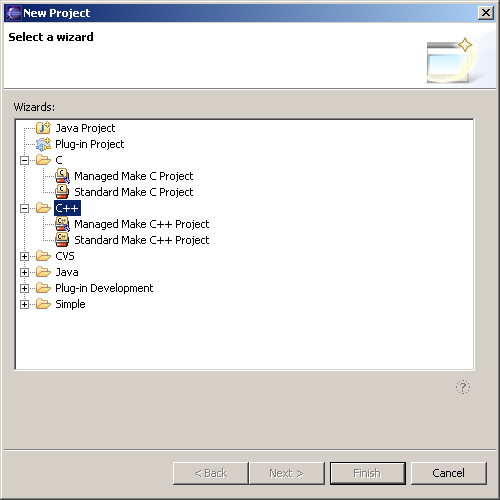 New Project
Select a wizard
Wizards:
Java Project
Plug-in Project
C
Managed Make C Project
Standard Make C Project
C++
Managed Make C++ Project
Standard Make C++ Project
CVS
Java
Plug-in Development
Simple
?
< Back Next > Finish Cancel